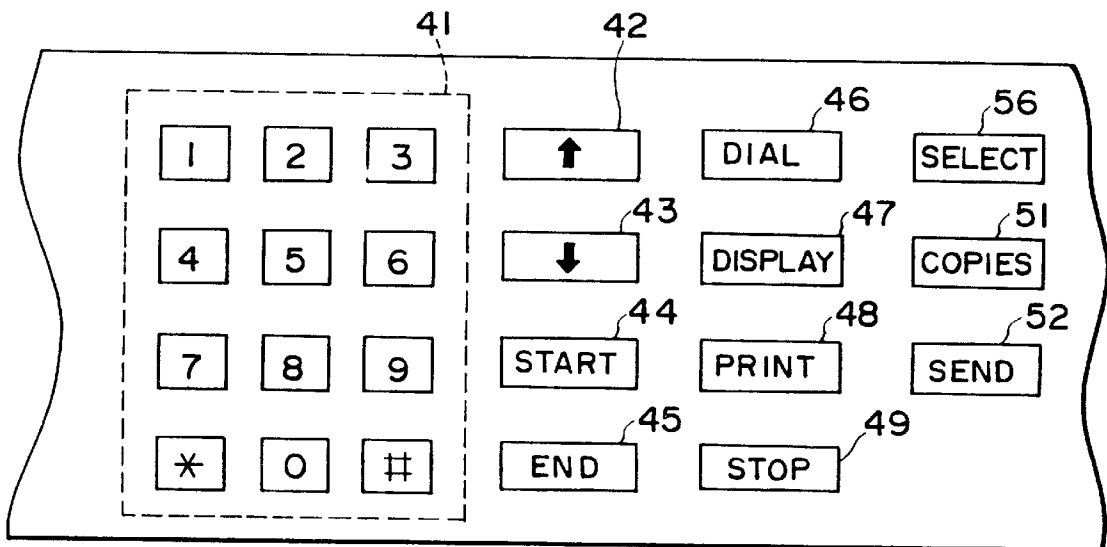 41 42
46 56
1 2 3 ↑ DIAL SELECT
43 47 51
4 5 6 ↓ DISPLAY COPIES
44 48 52
7 8 9 START PRINT SEND
45 49
* 0 # END STOP